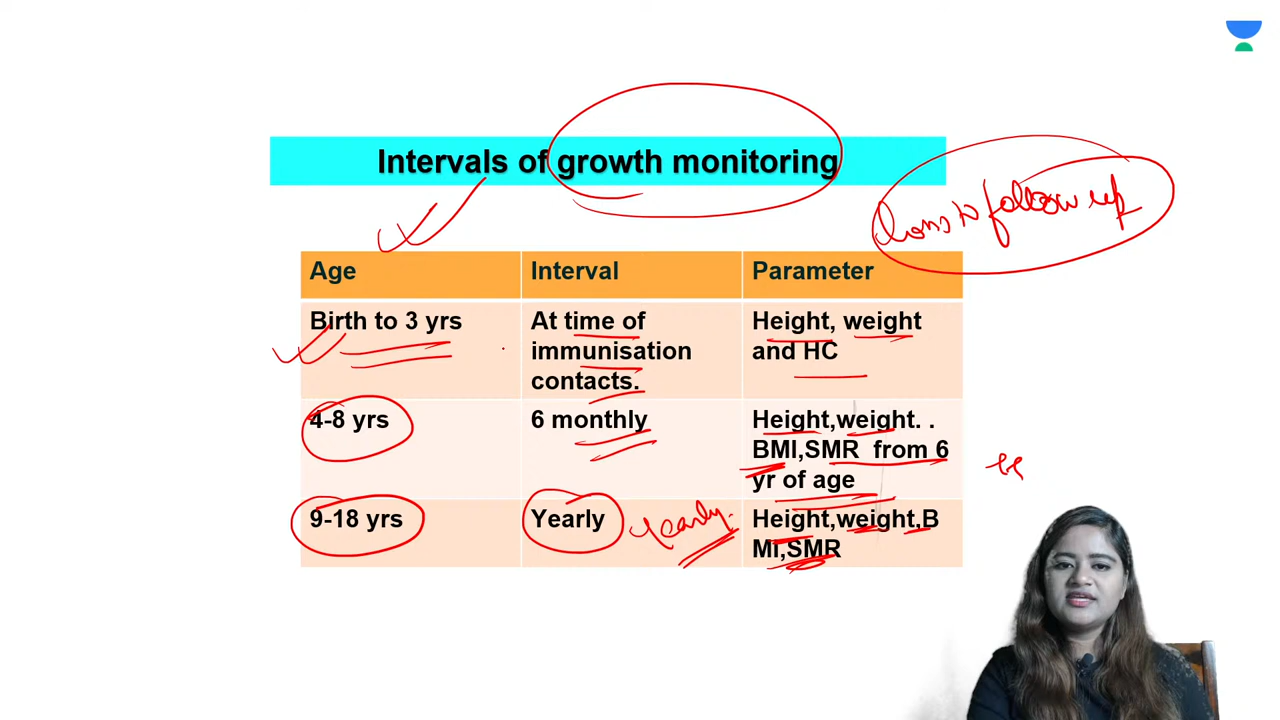 Intervals of growth monitoring
loss to follow up
Age Interval Parameter
Birth to 3 yrs
At time of
immunisation
contacts.
Height, weight
and HC
4-8 yrs
6 monthly
Height,weight. .
BMI,SMR from 6
yr of age
9-18 yrs
Yearly
yearly.
Height,weight,B
MI,SMR